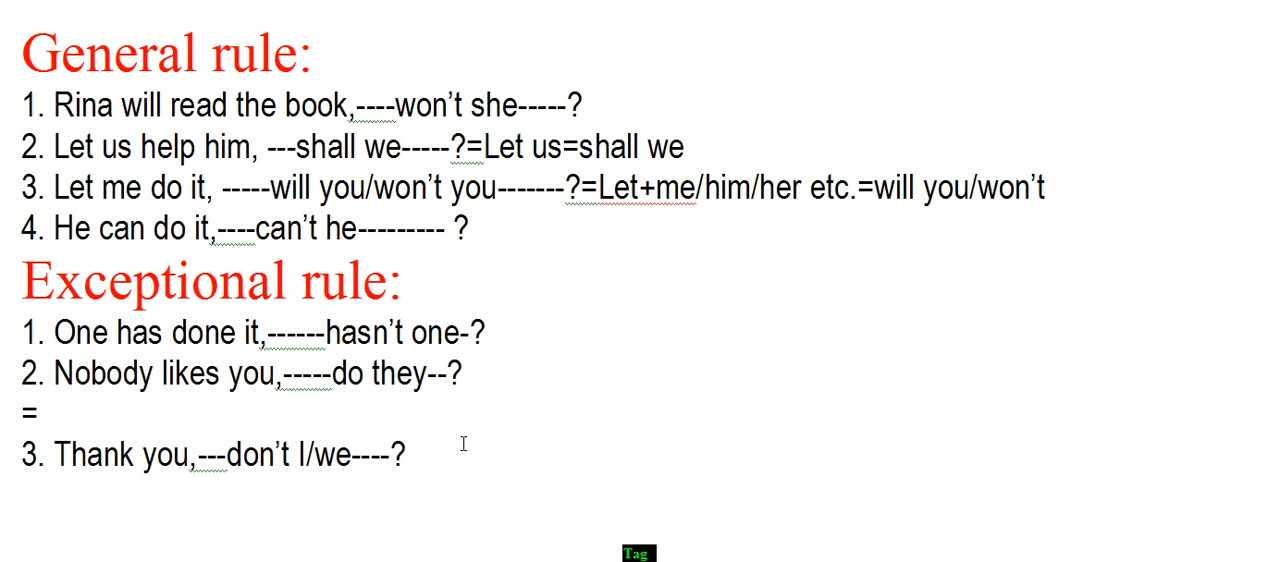 General rule:
1. Rina will read the book,----won’t she-----?
2. Let us help him, ---shall we-----?=Let us=shall we
3. Let me do it, -----will you/won’t you-------?=Let+me/him/her etc.=will you/won’t
4. He can do it,----can’t he--------- ?
Exceptional rule:
1. One has done it,------hasn’t one-?
2. Nobody likes you,-----do they--?
=
3. Thank you,---don’t I/we----?
Tag